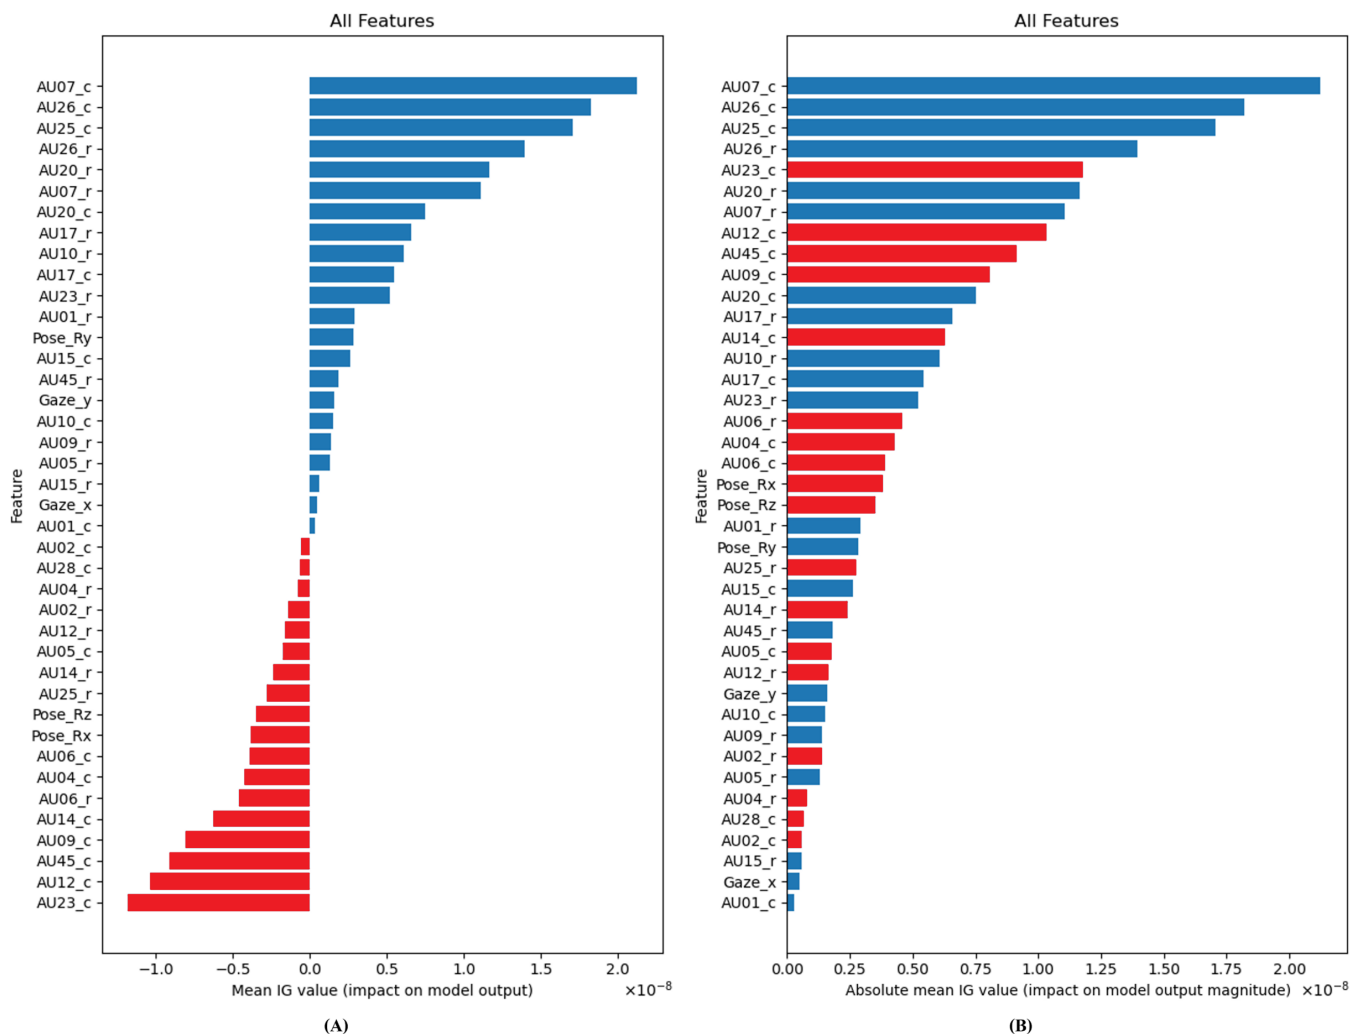 All Features
AU07_c
AU26_c
AU25_c
AU26_r
AU20_r
AU07_r
AU20_c
AU17_r
AU10_r
AU17_c
AU23_r
AU01_r
Pose_Ry
AU15_c
AU45_r
Gaze_y
AU10_c
AU09_r
AU05_r
AU15_r
Gaze_x
AU01_c
AU02_c
AU28_c
AU04_r
AU02_r
AU12_r
AU05_c
AU14_r
AU25_r
Pose_Rz
Pose_Rx
AU06_c
AU04_c
AU06_r
AU14_c
AU09_c
AU45_c
AU12_c
AU23_c
Feature
−1.0 −0.5 0.0 0.5 1.0 1.5 2.0
Mean IG value (impact on model output) ×10⁻⁸
(A)
All Features
AU07_c
AU26_c
AU25_c
AU26_r
AU23_c
AU20_r
AU07_r
AU12_c
AU45_c
AU09_c
AU20_c
AU17_r
AU14_c
AU10_r
AU17_c
AU23_r
AU06_r
AU04_c
AU06_c
Pose_Rx
Pose_Rz
AU01_r
Pose_Ry
AU25_r
AU15_c
AU14_r
AU45_r
AU05_c
AU12_r
Gaze_y
AU10_c
AU09_r
AU02_r
AU05_r
AU04_r
AU28_c
AU02_c
AU15_r
Gaze_x
AU01_c
Feature
0.00 0.25 0.50 0.75 1.00 1.25 1.50 1.75 2.00
Absolute mean IG value (impact on model output magnitude) ×10⁻⁸
(B)